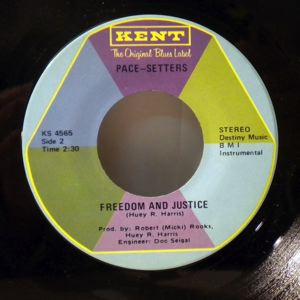 KENT
The Original Blues Label
PACE-SETTERS
KS 4565
Side 2
Time 2:30
STEREO
Destiny Music
B M I
Instrumental
FREEDOM AND JUSTICE
(Huey R. Harris)
Prod. by: Robert (Micki) Rooks,
Huey R. Harris
Engineer: Doc Seigal